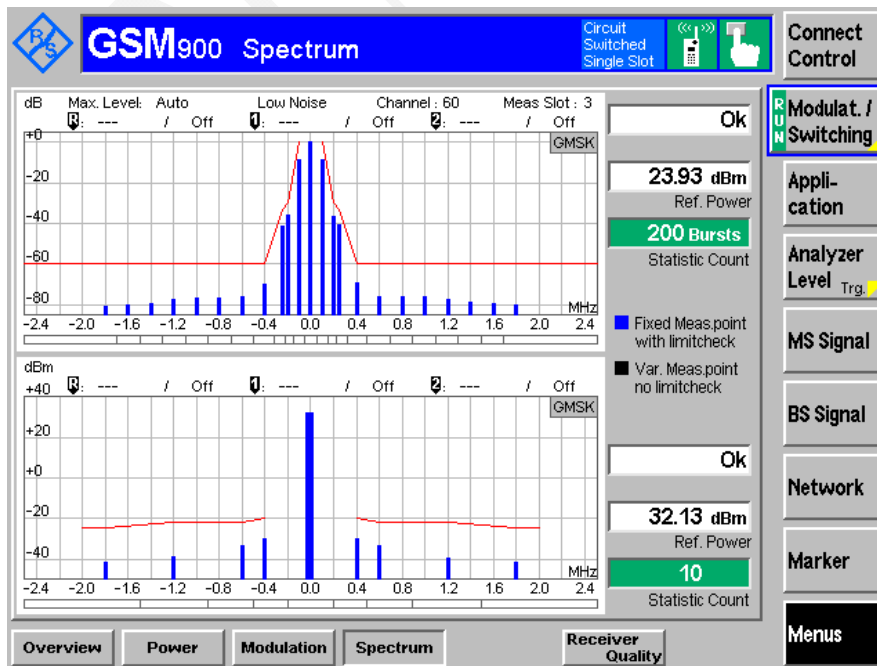 R S
GSM900 Spectrum
Circuit
Switched
Single Slot
Connect
Control
dB Max. Level: Auto Low Noise Channel : 60 Meas Slot : 3
R: --- / Off 1: --- / Off 2: --- / Off
GMSK
+0
-20
-40
-60
-80
MHz
-2.4 -2.0 -1.6 -1.2 -0.8 -0.4 0.0 0.4 0.8 1.2 1.6 2.0 2.4
Ok
23.93 dBm
Ref. Power
200 Bursts
Statistic Count
Fixed Meas.point
with limitcheck
Var. Meas.point
no limitcheck
dBm
R: --- / Off 1: --- / Off 2: --- / Off
GMSK
+40
+20
+0
-20
-40
MHz
-2.4 -2.0 -1.6 -1.2 -0.8 -0.4 0.0 0.4 0.8 1.2 1.6 2.0 2.4
Ok
32.13 dBm
Ref. Power
10
Statistic Count
RUN
Modulat. /
Switching
Appli-
cation
Analyzer
Level Trg.
MS Signal
BS Signal
Network
Marker
Menus
Overview Power Modulation Spectrum Receiver
Quality